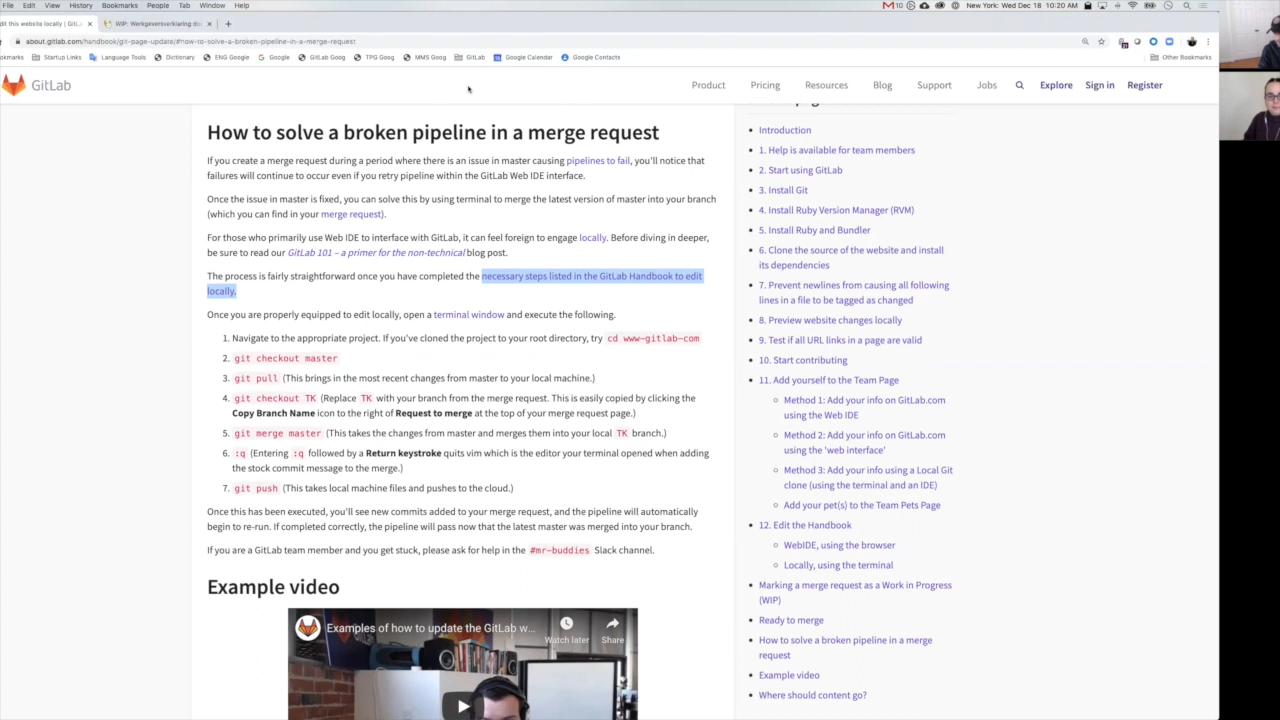 File Edit View History Bookmarks People Tab Window Help 10 New York: Wed Dec 18 10:20 AM
dit this website locally | GitLa × WIP: Werkgeversverklaring do × +
about.gitlab.com/handbook/git-page-update/#how-to-solve-a-broken-pipeline-in-a-merge-request
okmarks Startup Links Language Tools Dictionary ENG Google Google GitLab Goog TPG Goog MMS Goog GitLab Google Calendar Google Contacts Other Bookmarks
GitLab Product Pricing Resources Blog Support Jobs Explore Sign in Register
How to solve a broken pipeline in a merge request
If you create a merge request during a period where there is an issue in master causing pipelines to fail, you'll notice that
failures will continue to occur even if you retry pipeline within the GitLab Web IDE interface.
Once the issue in master is fixed, you can solve this by using terminal to merge the latest version of master into your branch
(which you can find in your merge request).
For those who primarily use Web IDE to interface with GitLab, it can feel foreign to engage locally. Before diving in deeper,
be sure to read our GitLab 101 – a primer for the non-technical blog post.
The process is fairly straightforward once you have completed the necessary steps listed in the GitLab Handbook to edit
locally.
Once you are properly equipped to edit locally, open a terminal window and execute the following.
1. Navigate to the appropriate project. If you've cloned the project to your root directory, try cd www-gitlab-com
2. git checkout master
3. git pull (This brings in the most recent changes from master to your local machine.)
4. git checkout TK (Replace TK with your branch from the merge request. This is easily copied by clicking the
Copy Branch Name icon to the right of Request to merge at the top of your merge request page.)
5. git merge master (This takes the changes from master and merges them into your local TK branch.)
6. :q (Entering :q followed by a Return keystroke quits vim which is the editor your terminal opened when adding
the stock commit message to the merge.)
7. git push (This takes local machine files and pushes to the cloud.)
Once this has been executed, you'll see new commits added to your merge request, and the pipeline will automatically
begin to re-run. If completed correctly, the pipeline will pass now that the latest master was merged into your branch.
If you are a GitLab team member and you get stuck, please ask for help in the #mr-buddies Slack channel.
Example video
Examples of how to update the GitLab w...
Watch later Share
Introduction
1. Help is available for team members
2. Start using GitLab
3. Install Git
4. Install Ruby Version Manager (RVM)
5. Install Ruby and Bundler
6. Clone the source of the website and install
its dependencies
7. Prevent newlines from causing all following
lines in a file to be tagged as changed
8. Preview website changes locally
9. Test if all URL links in a page are valid
10. Start contributing
11. Add yourself to the Team Page
Method 1: Add your info on GitLab.com
using the Web IDE
Method 2: Add your info on GitLab.com
using the 'web interface'
Method 3: Add your info using a Local Git
clone (using the terminal and an IDE)
Add your pet(s) to the Team Pets Page
12. Edit the Handbook
WebIDE, using the browser
Locally, using the terminal
Marking a merge request as a Work in Progress
(WIP)
Ready to merge
How to solve a broken pipeline in a merge
request
Example video
Where should content go?